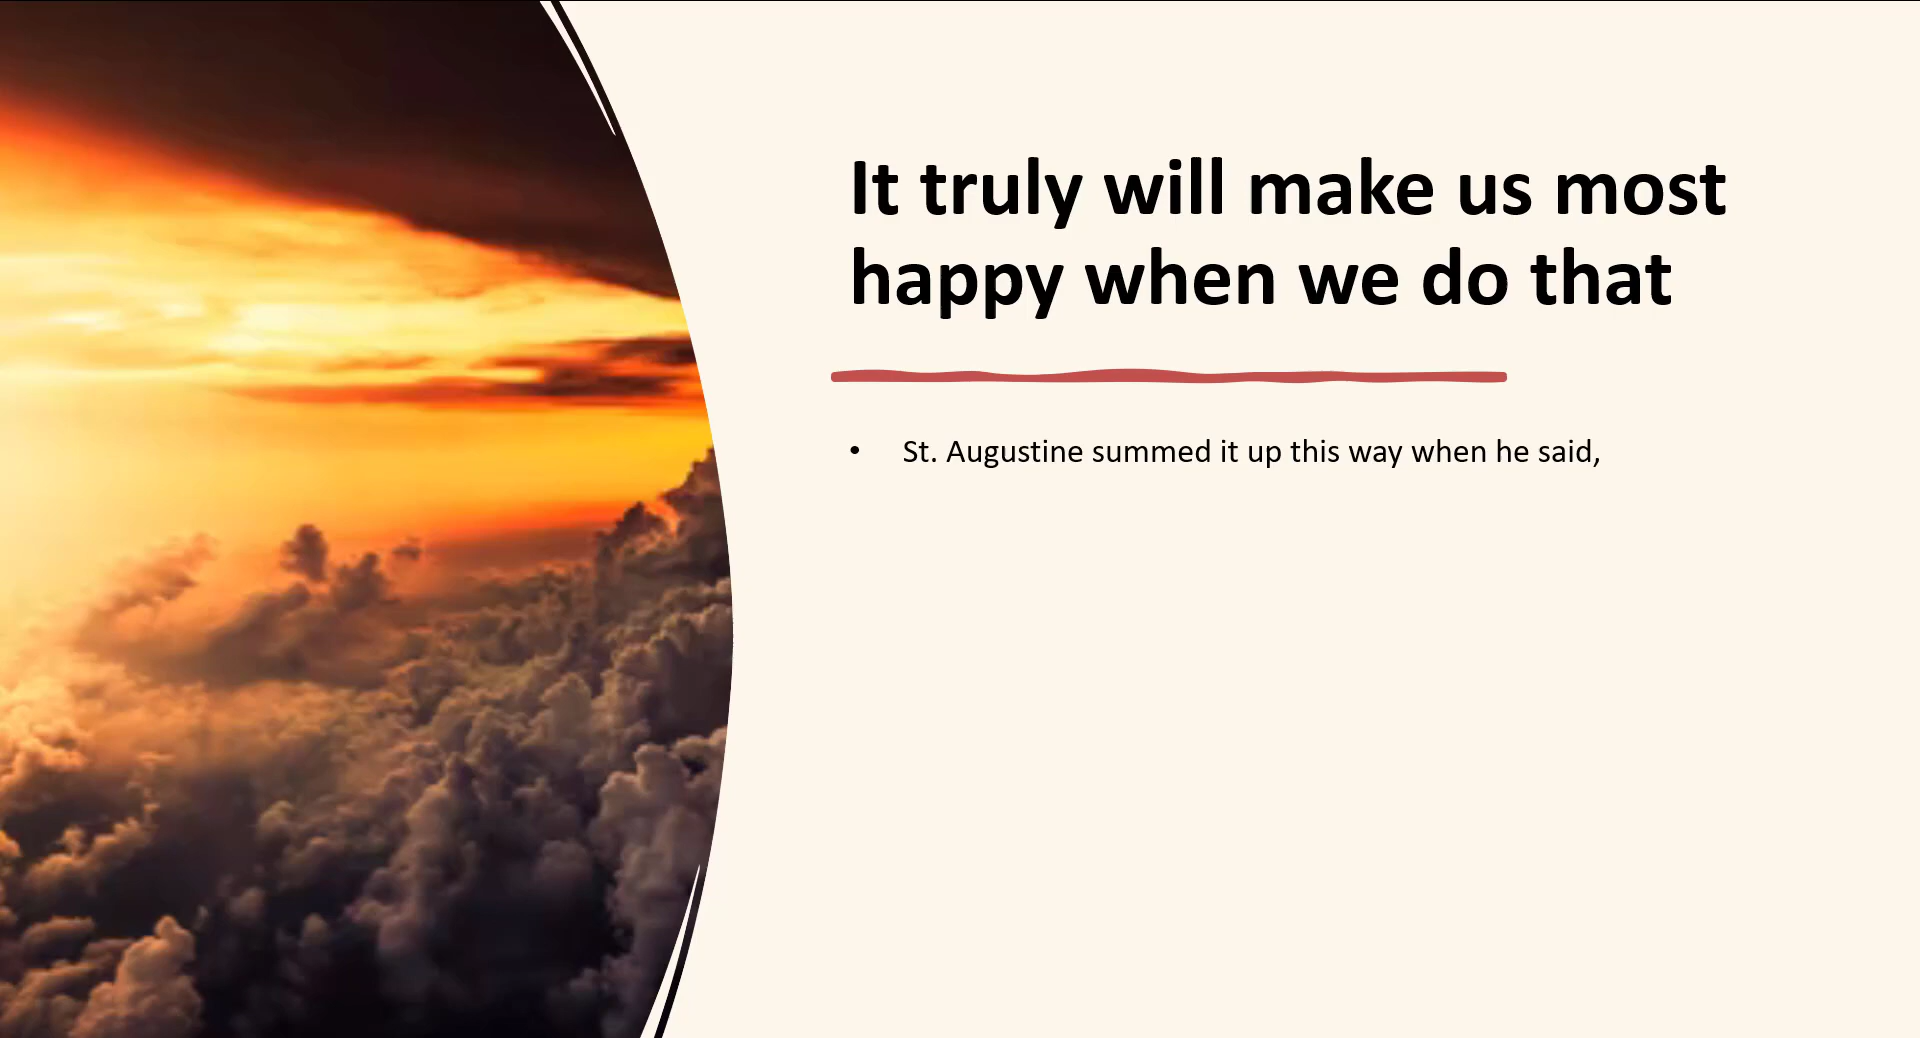 It truly will make us most
happy when we do that
• St. Augustine summed it up this way when he said,